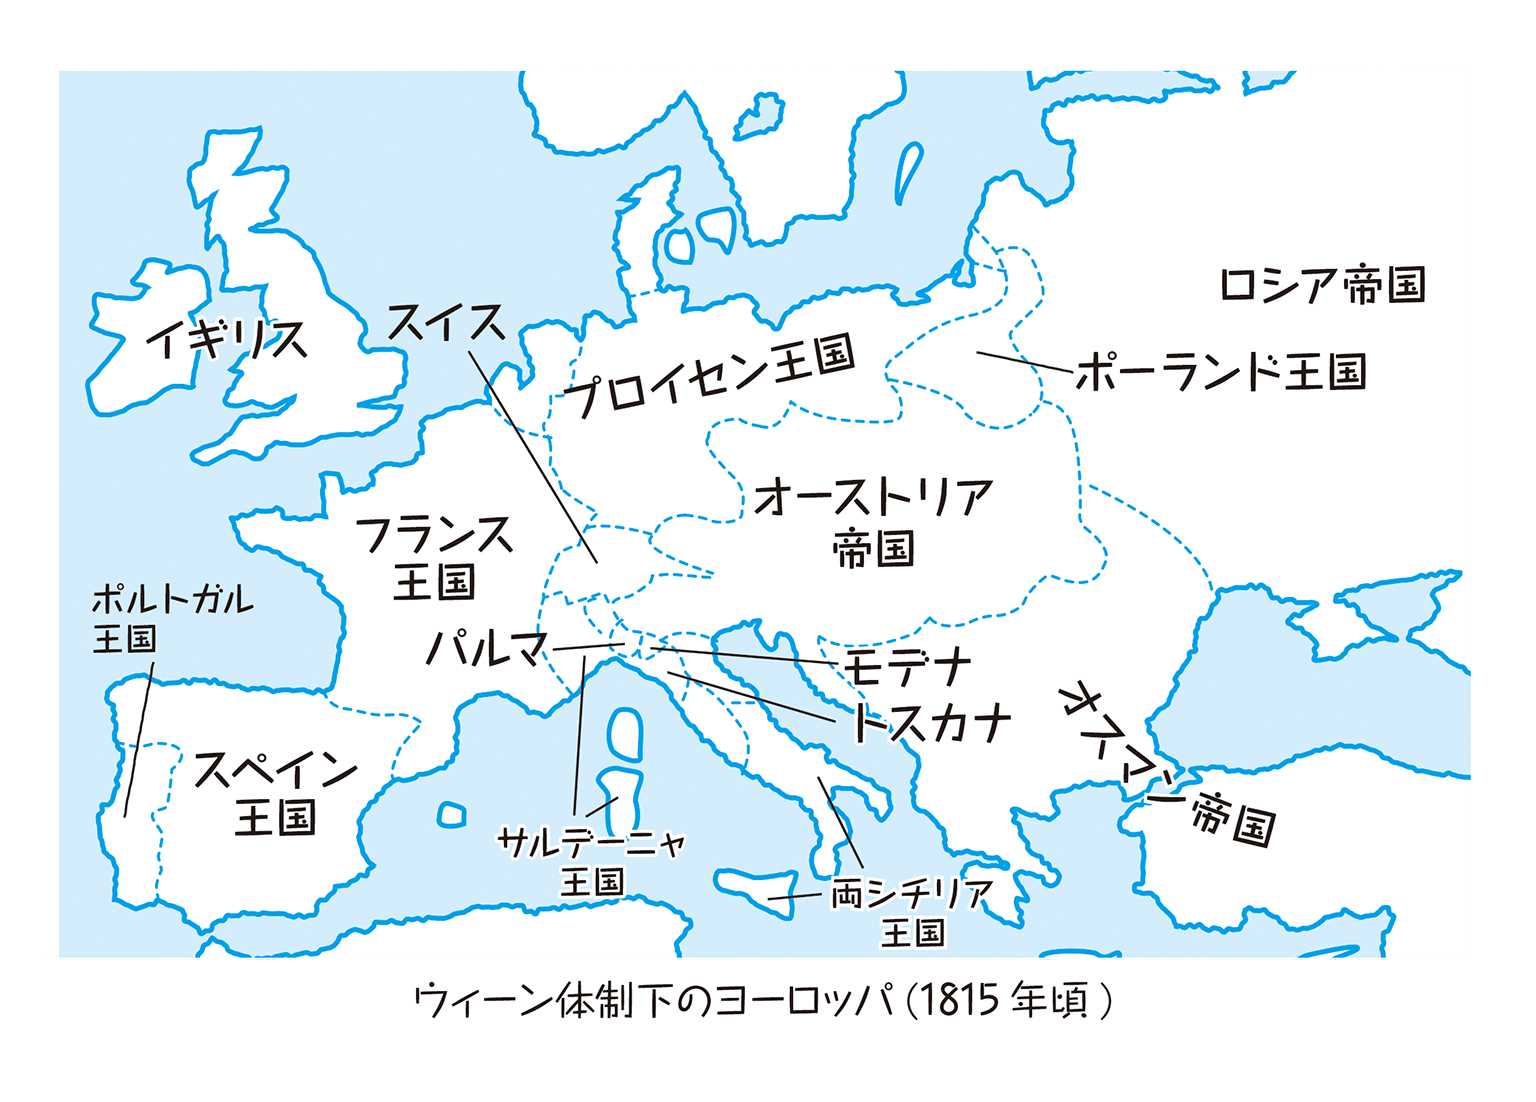 ロシア帝国
スイス
イギリス
プロイセン王国
ポーランド王国
オーストリア
帝国
フランス
王国
ポルトガル
王国
パルマ
モデナ
トスカナ
オスマン帝国
スペイン
王国
サルデーニャ
王国
両シチリア
王国
ウィーン体制下のヨーロッパ(1815 年頃)